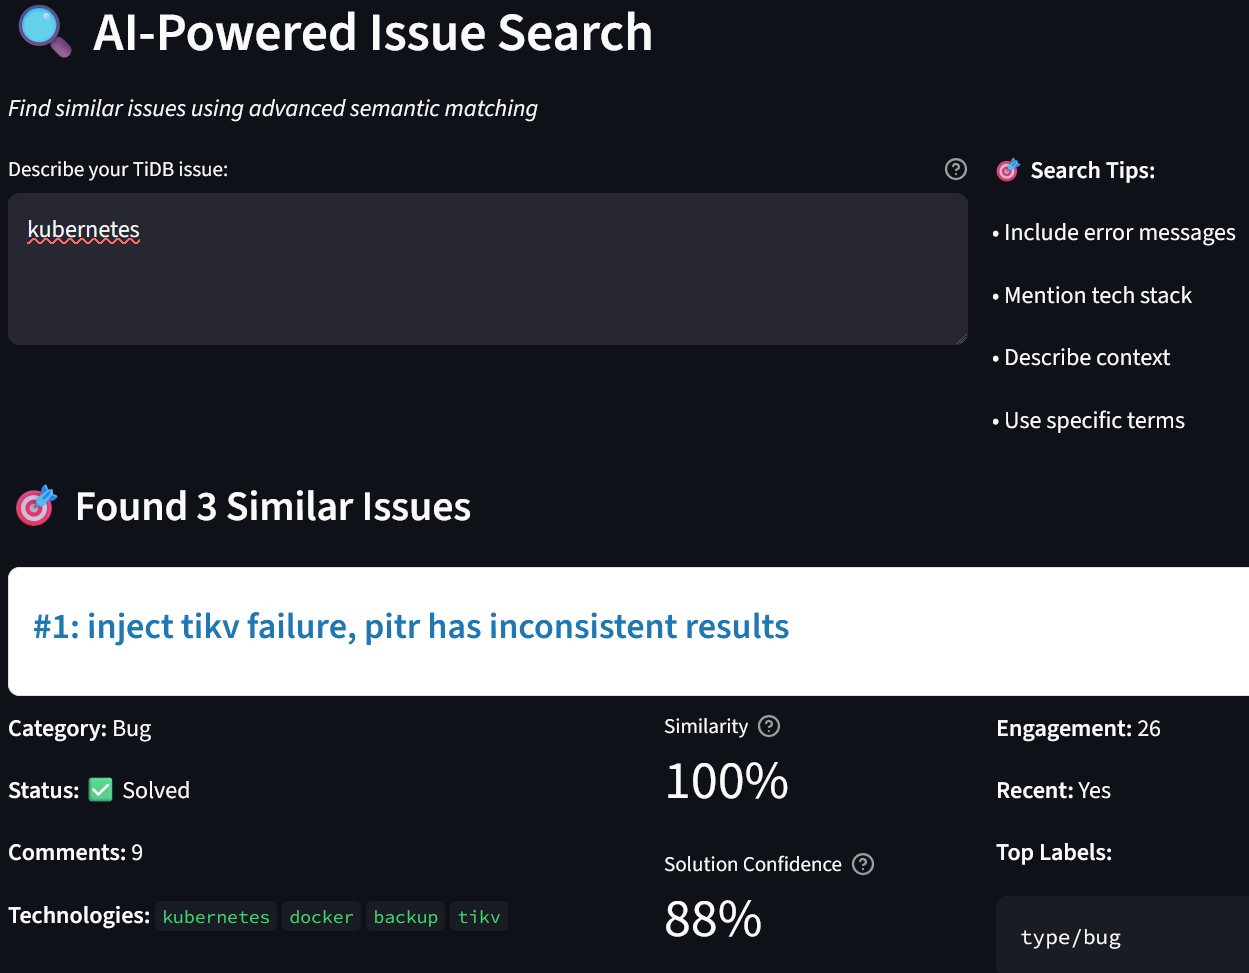 AI-Powered Issue Search
Find similar issues using advanced semantic matching
Describe your TiDB issue:
kubernetes
Search Tips:
• Include error messages
• Mention tech stack
• Describe context
• Use specific terms
Found 3 Similar Issues
#1: inject tikv failure, pitr has inconsistent results
Category: Bug
Status: ✅ Solved
Comments: 9
Technologies: kubernetes docker backup tikv
Similarity
100%
Solution Confidence
88%
Engagement: 26
Recent: Yes
Top Labels:
type/bug